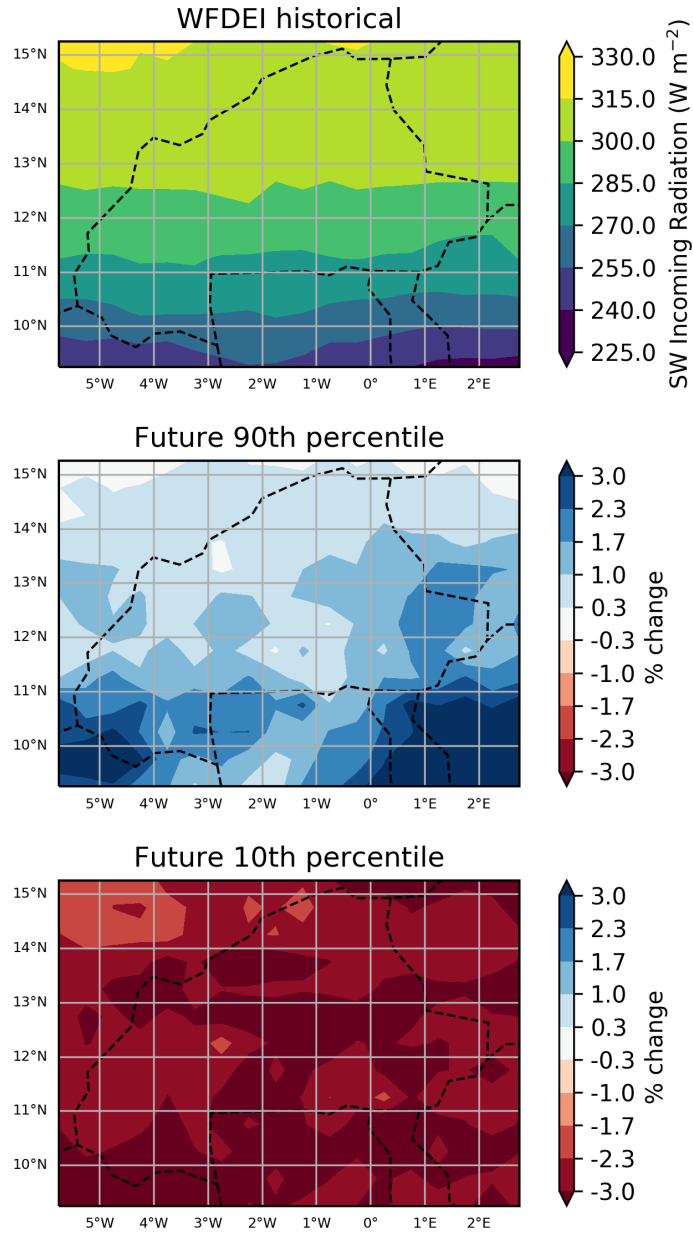 WFDEI historical
15°N
14°N
13°N
12°N
11°N
10°N
5°W 4°W 3°W 2°W 1°W 0° 1°E 2°E
330.0
315.0
300.0
285.0
270.0
255.0
240.0
225.0
SW Incoming Radiation (W m⁻²)
Future 90th percentile
15°N
14°N
13°N
12°N
11°N
10°N
5°W 4°W 3°W 2°W 1°W 0° 1°E 2°E
3.0
2.3
1.7
1.0
0.3
-0.3
-1.0
-1.7
-2.3
-3.0
% change
Future 10th percentile
15°N
14°N
13°N
12°N
11°N
10°N
5°W 4°W 3°W 2°W 1°W 0° 1°E 2°E
3.0
2.3
1.7
1.0
0.3
-0.3
-1.0
-1.7
-2.3
-3.0
% change